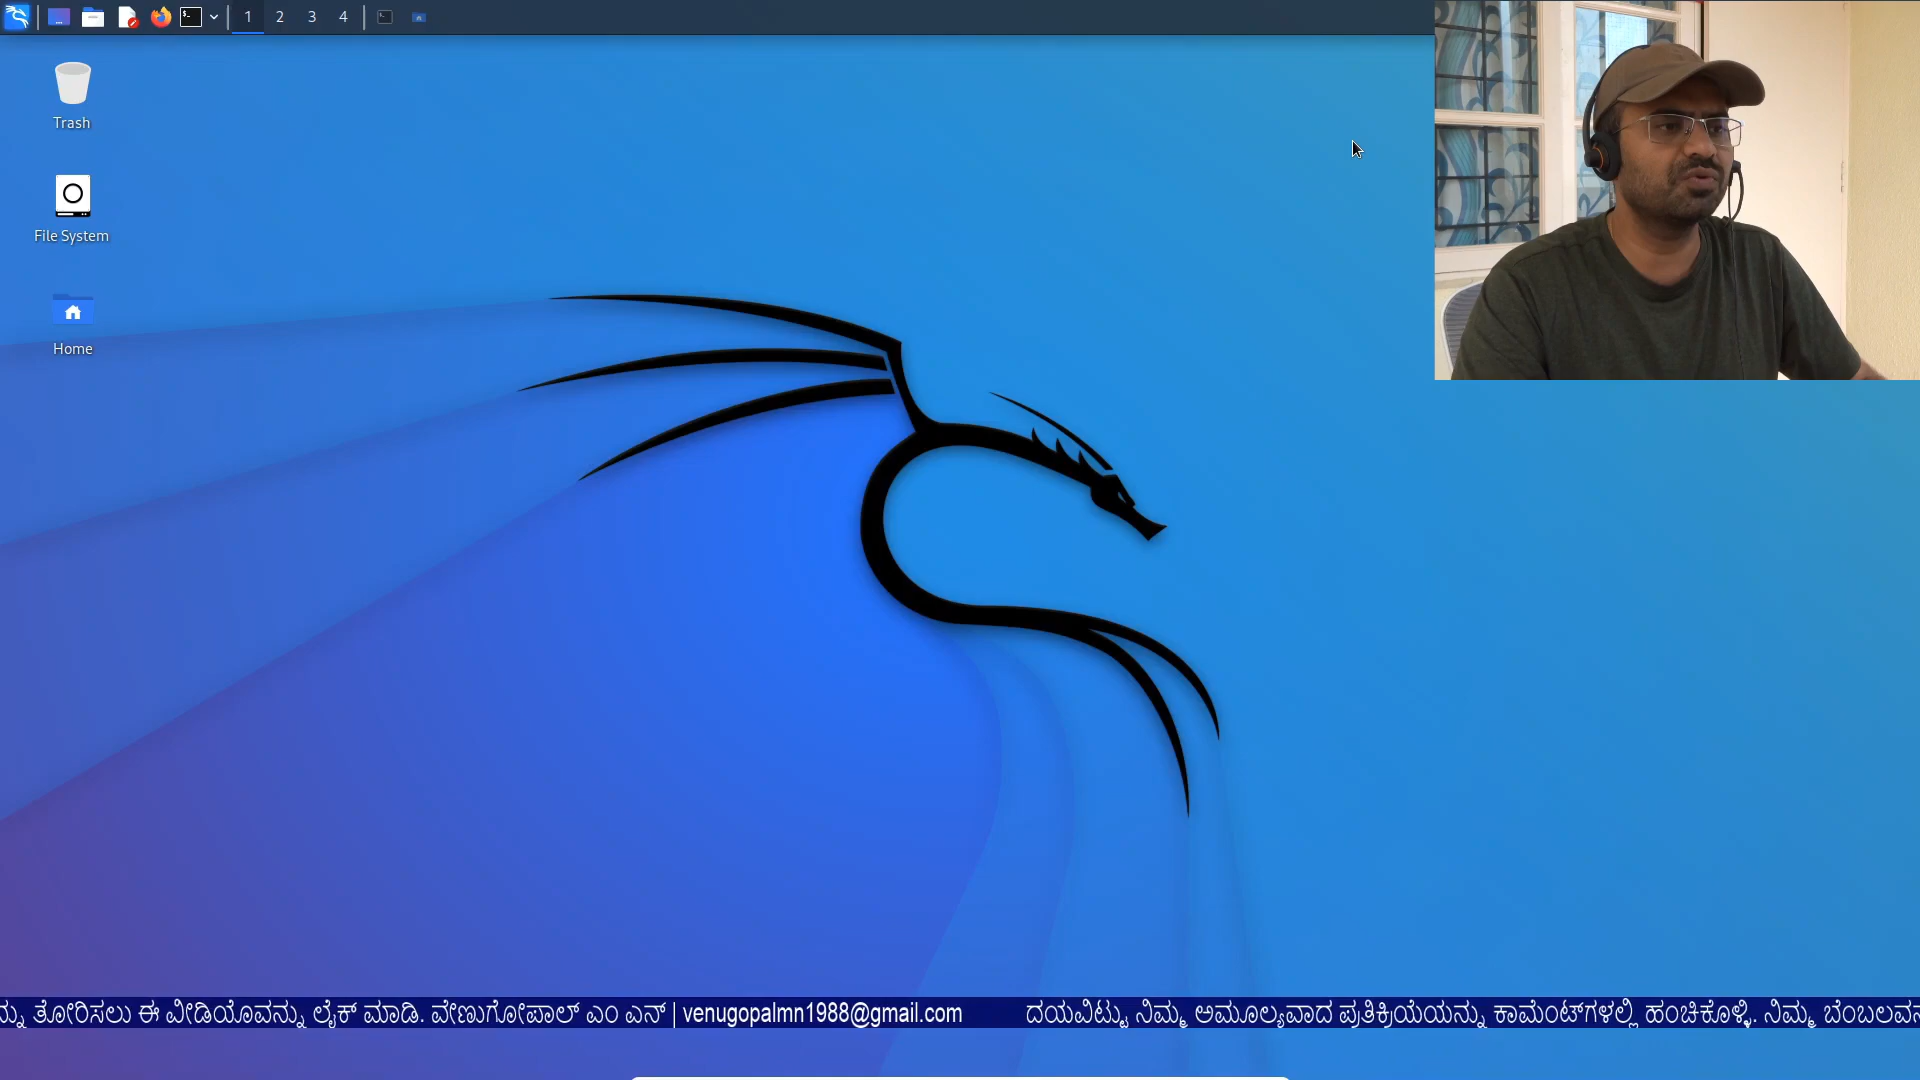 1 2 3 4
Trash
File System
Home
ತೋರಿಸಲು ಈ ವೀಡಿಯೊವನ್ನು ಲೈಕ್ ಮಾಡಿ. ವೇಣುಗೋಪಾಲ್ ಎಂ ಎನ್ | venugopalmn1988@gmail.com ದಯವಿಟ್ಟು ನಿಮ್ಮ ಅಮೂಲ್ಯವಾದ ಪ್ರತಿಕ್ರಿಯೆಯನ್ನು ಕಾಮೆಂಟ್‌ಗಳಲ್ಲಿ ಹಂಚಿಕೊಳ್ಳಿ. ನಿಮ್ಮ